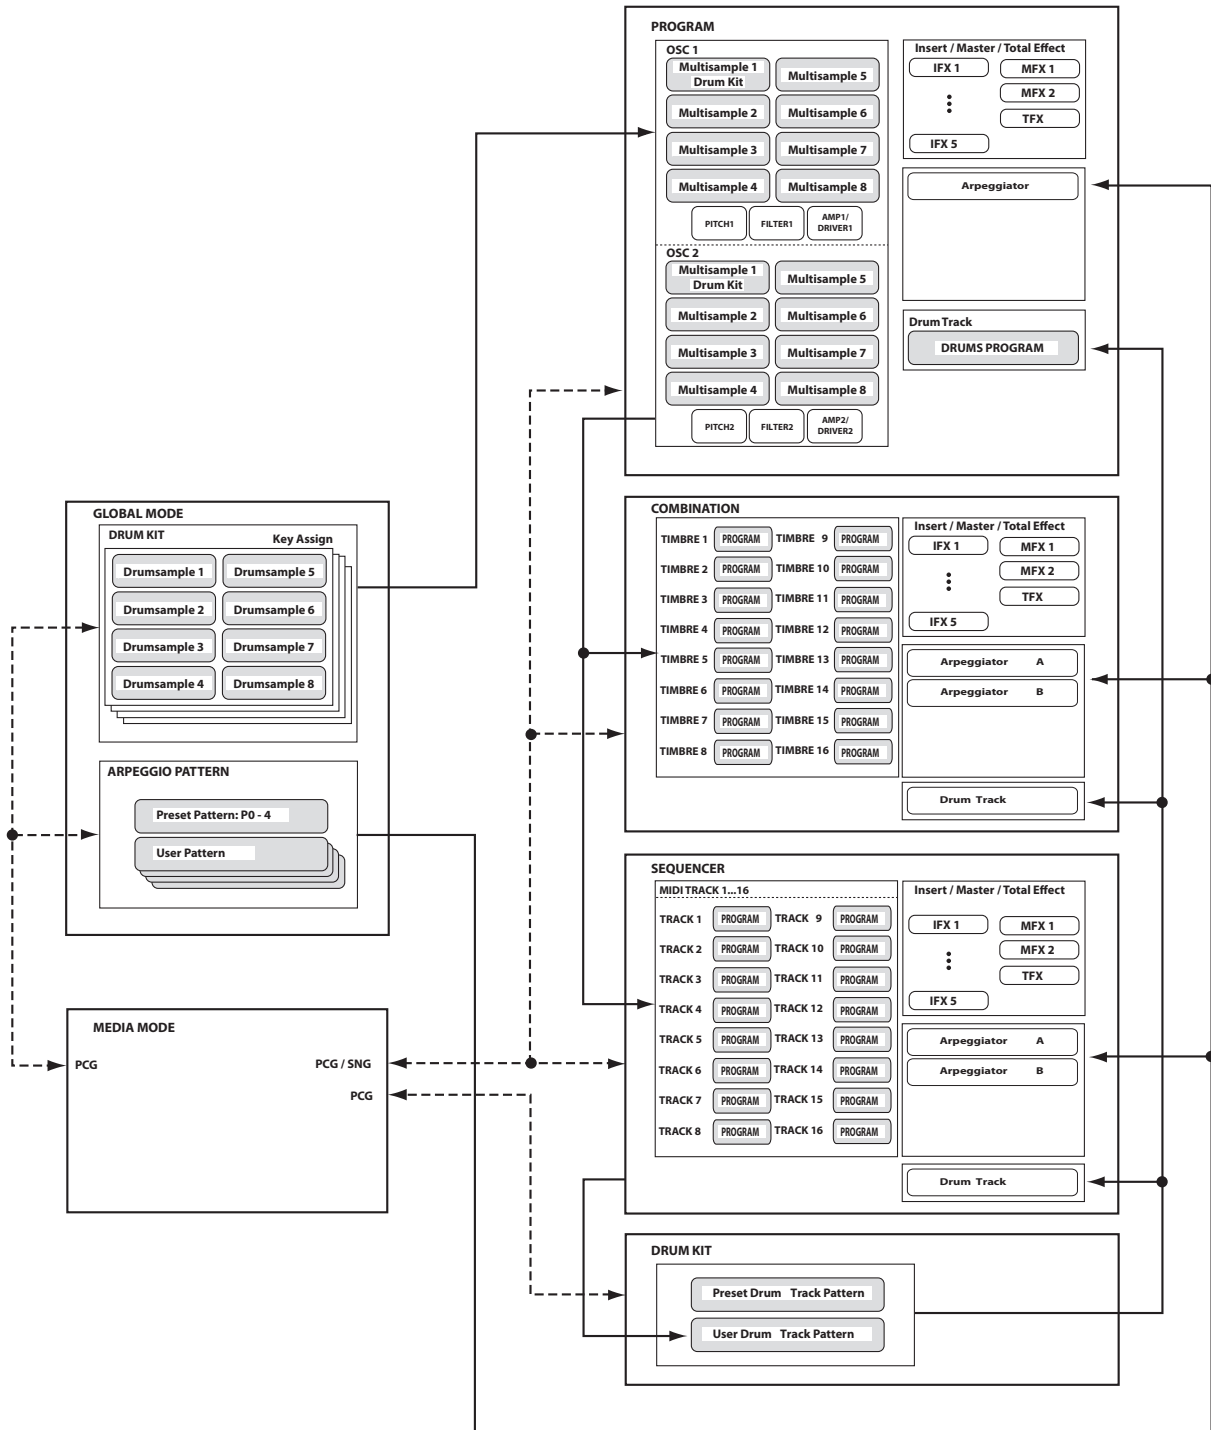 PROGRAM
OSC 1
Multisample 1
Drum Kit
Multisample 5
Multisample 2
Multisample 6
Multisample 3
Multisample 7
Multisample 4
Multisample 8
PITCH1
FILTER1
AMP1/
DRIVER1
OSC 2
Multisample 1
Drum Kit
Multisample 5
Multisample 2
Multisample 6
Multisample 3
Multisample 7
Multisample 4
Multisample 8
PITCH2
FILTER2
AMP2/
DRIVER2
Insert / Master / Total Effect
IFX 1
MFX 1
MFX 2
TFX
IFX 5
Arpeggiator
Drum Track
DRUMS PROGRAM
GLOBAL MODE
DRUM KIT
Key Assign
Drumsample 1
Drumsample 5
Drumsample 2
Drumsample 6
Drumsample 3
Drumsample 7
Drumsample 4
Drumsample 8
ARPEGGIO PATTERN
Preset Pattern: P0 - 4
User Pattern
COMBINATION
TIMBRE 1 PROGRAM TIMBRE 9 PROGRAM
TIMBRE 2 PROGRAM TIMBRE 10 PROGRAM
TIMBRE 3 PROGRAM TIMBRE 11 PROGRAM
TIMBRE 4 PROGRAM TIMBRE 12 PROGRAM
TIMBRE 5 PROGRAM TIMBRE 13 PROGRAM
TIMBRE 6 PROGRAM TIMBRE 14 PROGRAM
TIMBRE 7 PROGRAM TIMBRE 15 PROGRAM
TIMBRE 8 PROGRAM TIMBRE 16 PROGRAM
Insert / Master / Total Effect
IFX 1
MFX 1
MFX 2
TFX
IFX 5
Arpeggiator A
Arpeggiator B
Drum Track
MEDIA MODE
PCG
PCG / SNG
PCG
SEQUENCER
MIDI TRACK 1...16
TRACK 1 PROGRAM TRACK 9 PROGRAM
TRACK 2 PROGRAM TRACK 10 PROGRAM
TRACK 3 PROGRAM TRACK 11 PROGRAM
TRACK 4 PROGRAM TRACK 12 PROGRAM
TRACK 5 PROGRAM TRACK 13 PROGRAM
TRACK 6 PROGRAM TRACK 14 PROGRAM
TRACK 7 PROGRAM TRACK 15 PROGRAM
TRACK 8 PROGRAM TRACK 16 PROGRAM
Insert / Master / Total Effect
IFX 1
MFX 1
MFX 2
TFX
IFX 5
Arpeggiator A
Arpeggiator B
Drum Track
DRUM KIT
Preset Drum Track Pattern
User Drum Track Pattern